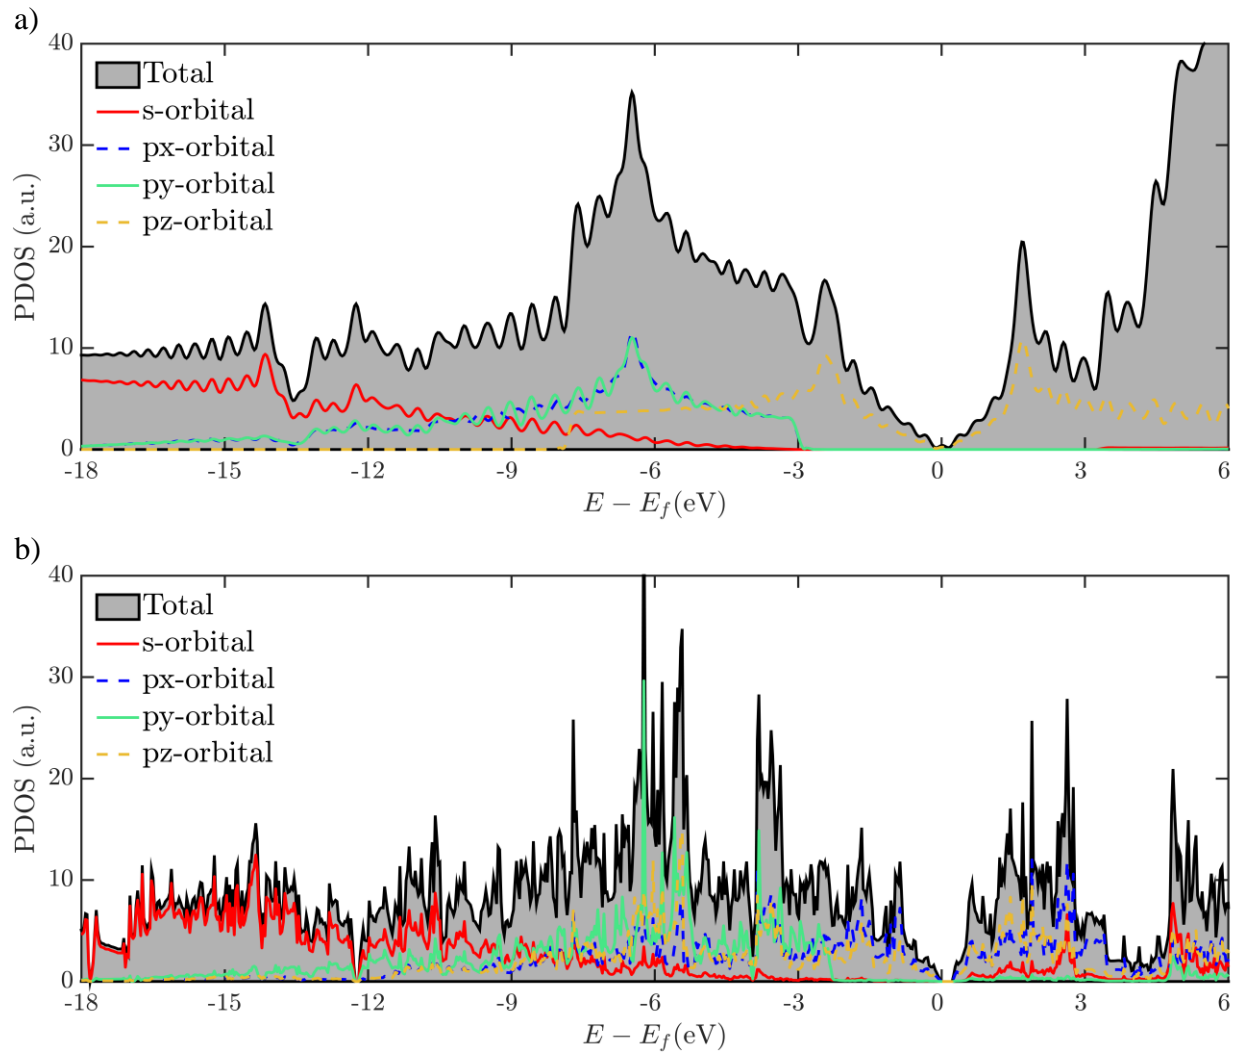 a)
40
30
20
10
0
PDOS (a.u.)
Total
s-orbital
px-orbital
py-orbital
pz-orbital
-18 -15 -12 -9 -6 -3 0 3 6
E − E_f(eV)
b)
40
30
20
10
0
PDOS (a.u.)
Total
s-orbital
px-orbital
py-orbital
pz-orbital
-18 -15 -12 -9 -6 -3 0 3 6
E − E_f(eV)